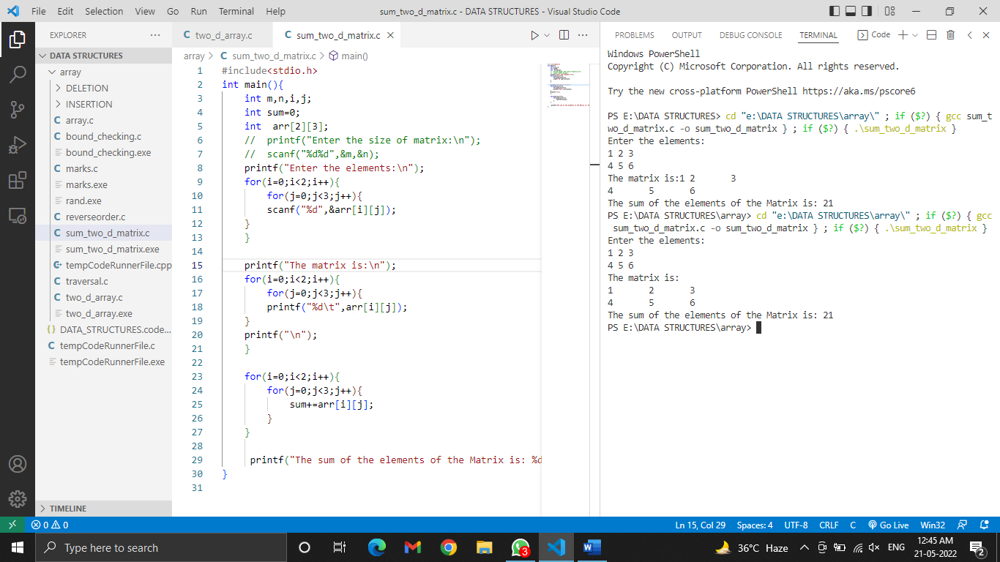 File Edit Selection View Go Run Terminal Help sum_two_d_matrix.c - DATA STRUCTURES - Visual Studio Code
EXPLORER
DATA STRUCTURES
array
DELETION
INSERTION
C array.c
C bound_checking.c
bound_checking.exe
C marks.c
marks.exe
rand.exe
C reverseorder.c
C sum_two_d_matrix.c
sum_two_d_matrix.exe
tempCodeRunnerFile.cpp
C traversal.c
C two_d_array.c
two_d_array.exe
{} DATA_STRUCTURES.code...
C tempCodeRunnerFile.c
tempCodeRunnerFile.exe
TIMELINE
C two_d_array.c C sum_two_d_matrix.c
array > C sum_two_d_matrix.c > main()
1 #include<stdio.h>
2 int main(){
3 int m,n,i,j;
4 int sum=0;
5 int  arr[2][3];
6 //  printf("Enter the size of matrix:\n");
7 //  scanf("%d%d",&m,&n);
8 printf("Enter the elements:\n");
9 for(i=0;i<2;i++){
10 for(j=0;j<3;j++){
11 scanf("%d",&arr[i][j]);
12 }
13 }
14
15 printf("The matrix is:\n");
16 for(i=0;i<2;i++){
17 for(j=0;j<3;j++){
18 printf("%d\t",arr[i][j]);
19 }
20 printf("\n");
21 }
22
23 for(i=0;i<2;i++){
24 for(j=0;j<3;j++){
25 sum+=arr[i][j];
26 }
27 }
28
29 printf("The sum of the elements of the Matrix is: %d
30 }
31
PROBLEMS OUTPUT DEBUG CONSOLE TERMINAL Code
Windows PowerShell
Copyright (C) Microsoft Corporation. All rights reserved.
Try the new cross-platform PowerShell https://aka.ms/pscore6
PS E:\DATA STRUCTURES> cd "e:\DATA STRUCTURES\array\" ; if ($?) { gcc sum_t
wo_d_matrix.c -o sum_two_d_matrix } ; if ($?) { .\sum_two_d_matrix }
Enter the elements:
1 2 3
4 5 6
The matrix is:1 2 3
4 5 6
The sum of the elements of the Matrix is: 21
PS E:\DATA STRUCTURES\array> cd "e:\DATA STRUCTURES\array\" ; if ($?) { gcc
sum_two_d_matrix.c -o sum_two_d_matrix } ; if ($?) { .\sum_two_d_matrix }
Enter the elements:
1 2 3
4 5 6
The matrix is:
1 2 3
4 5 6
The sum of the elements of the Matrix is: 21
PS E:\DATA STRUCTURES\array>
0 0 Ln 15, Col 29 Spaces: 4 UTF-8 CRLF C Go Live Win32
Type here to search 3 36°C Haze ENG 12:45 AM
21-05-2022 2